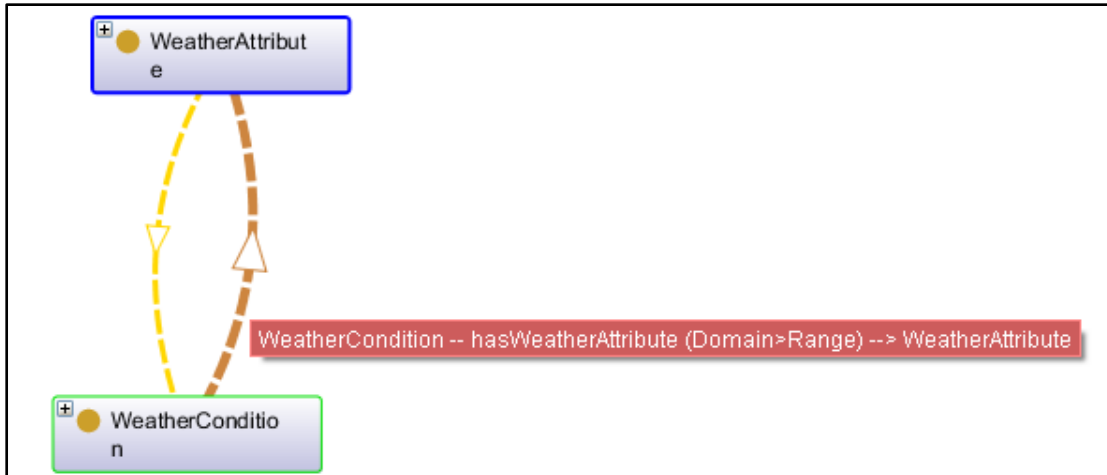 WeatherAttribut
e
WeatherCondition -- hasWeatherAttribute (Domain>Range) --> WeatherAttribute
WeatherConditio
n